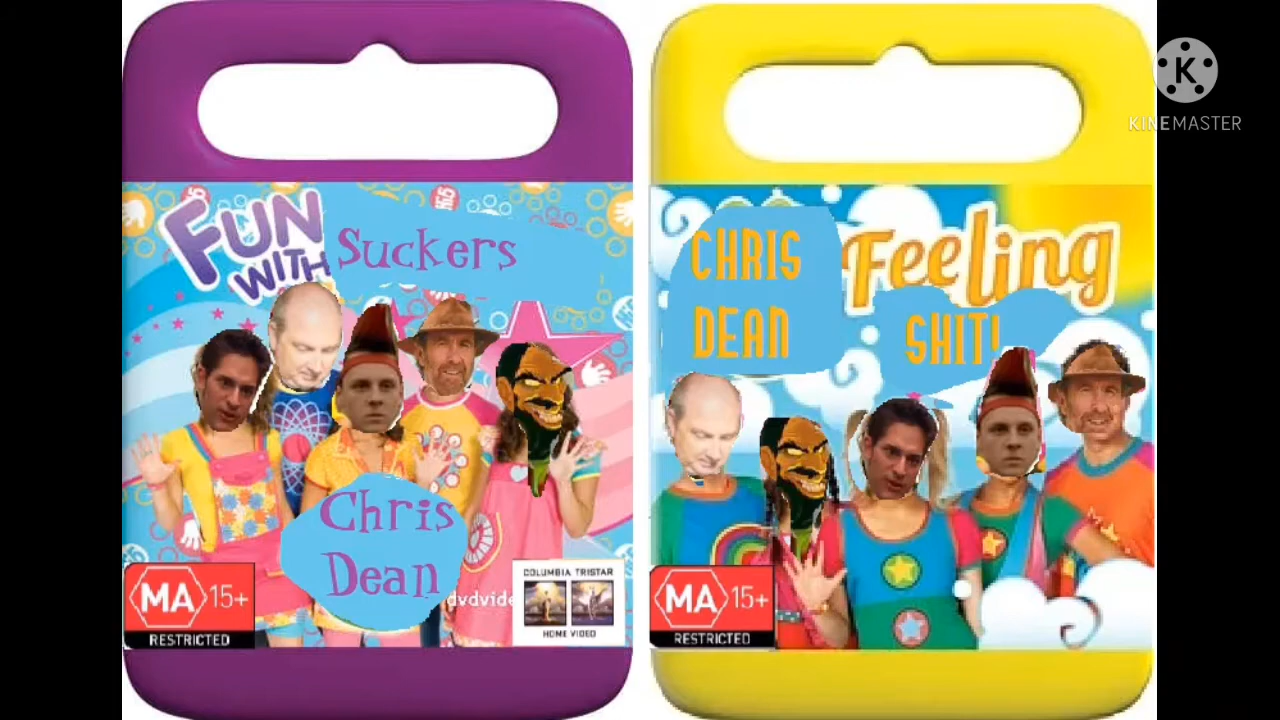 FUN
WITH
Suckers
Chris
Dean
MA 15+
RESTRICTED
dvdvide
COLUMBIA TRISTAR
HOME VIDEO
CHRIS
DEAN
Feeling
SHIT!
MA 15+
RESTRICTED
K
KINEMASTER